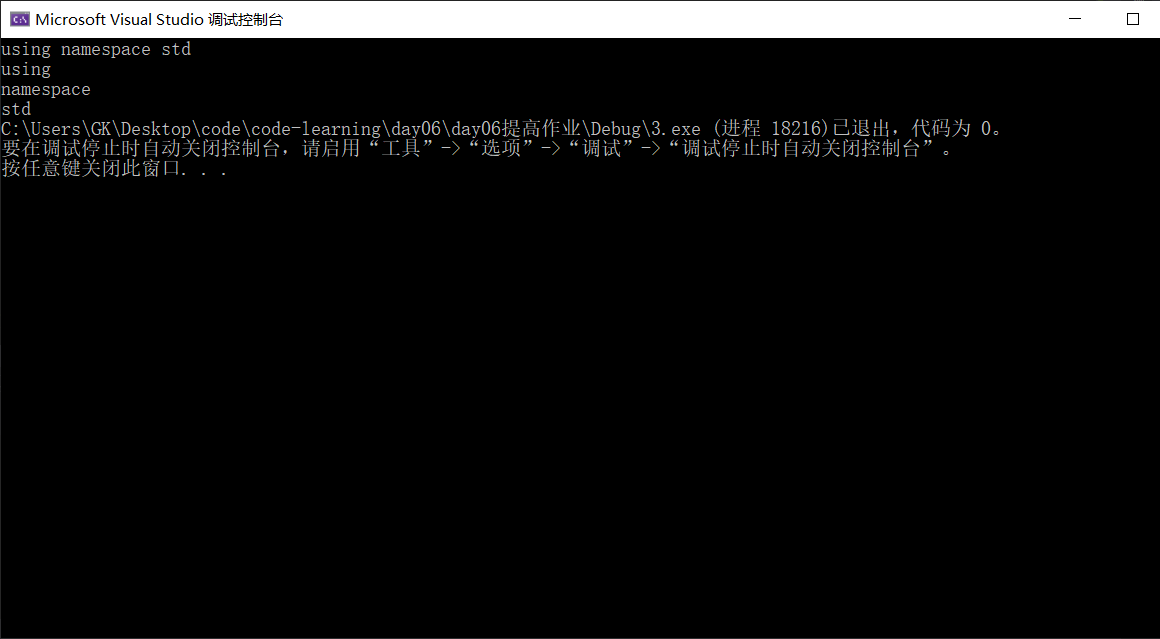 Microsoft Visual Studio 调试控制台
using namespace std
using
namespace
std
C:\Users\GK\Desktop\code\code-learning\day06\day06提高作业\Debug\3.exe (进程 18216)已退出，代码为 0。
要在调试停止时自动关闭控制台，请启用“工具”->“选项”->“调试”->“调试停止时自动关闭控制台”。
按任意键关闭此窗口. . .